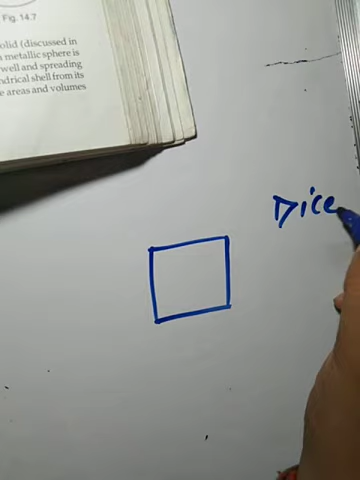 Fig. 14.7
olid (discussed in
metallic sphere is
well and spreading
ndrical shell from its
e areas and volumes
Dice